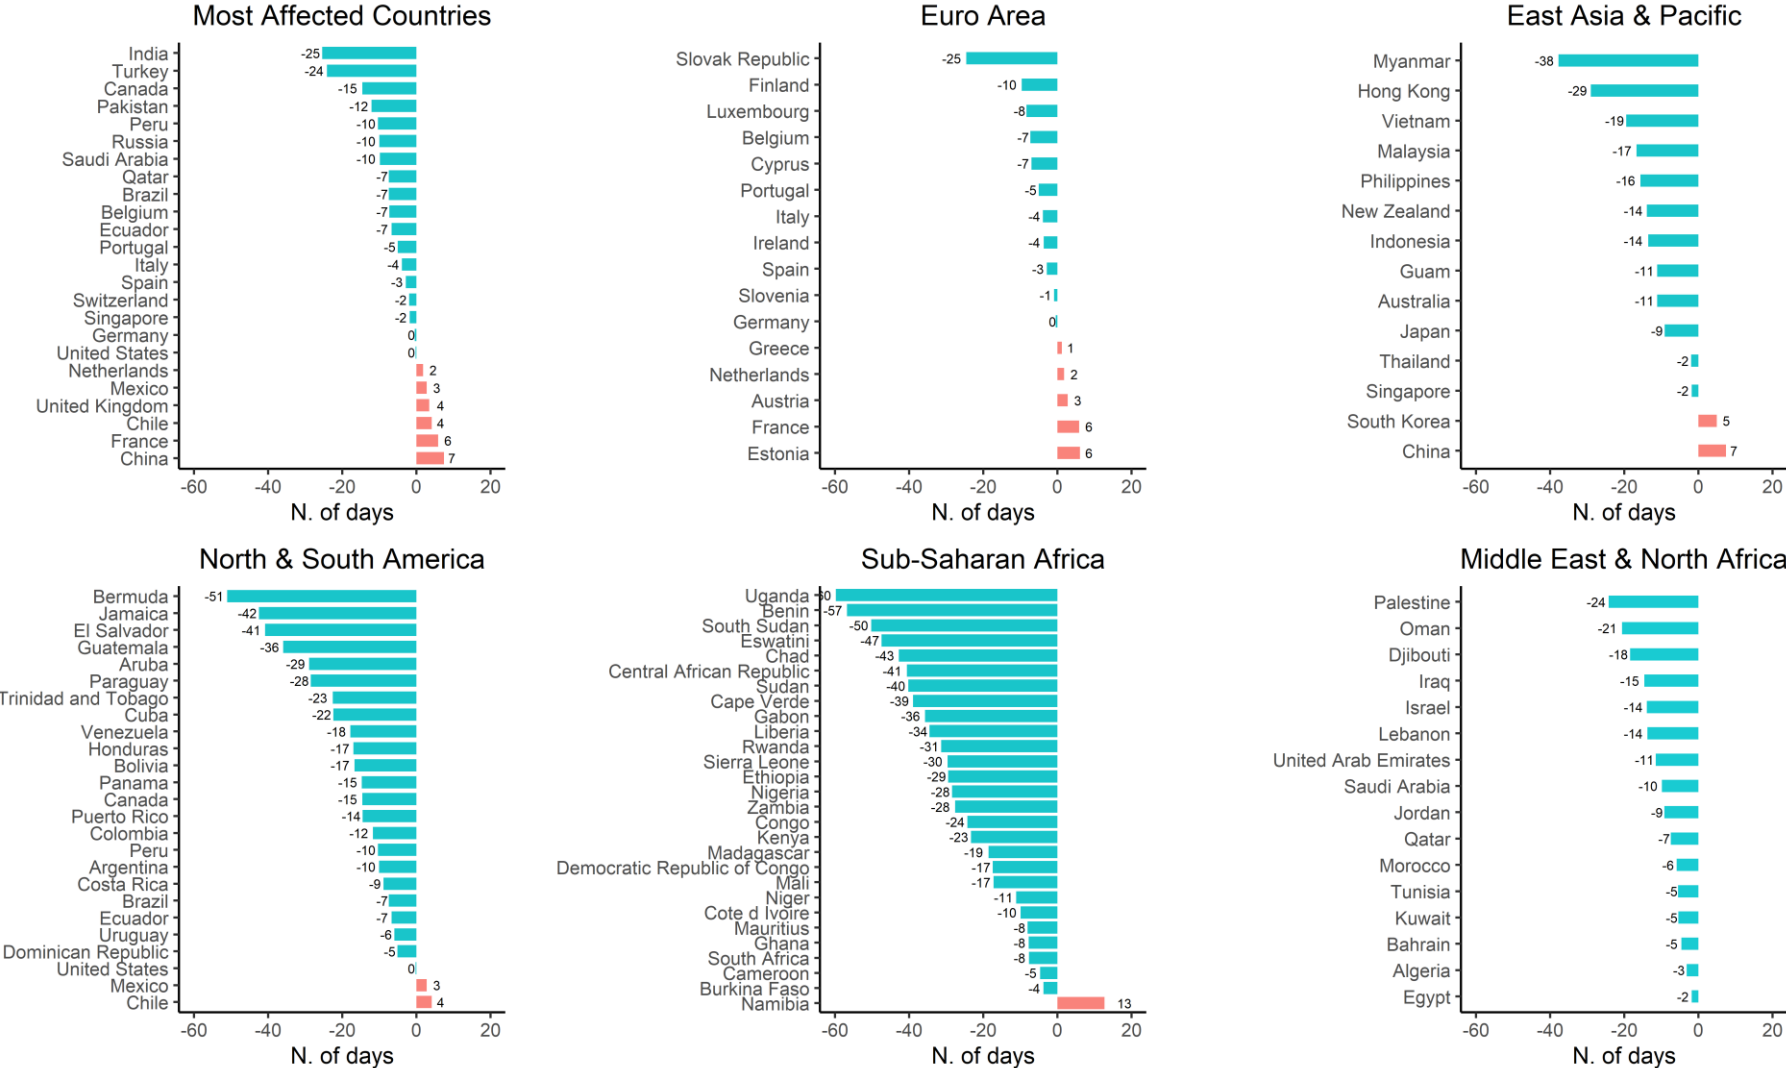 Most Affected Countries
India -25
Turkey -24
Canada -15
Pakistan -12
Peru -10
Russia -10
Saudi Arabia -10
Qatar -7
Brazil -7
Belgium -7
Ecuador -7
Portugal -5
Italy -4
Spain -3
Switzerland -2
Singapore -2
Germany 0
United States 0
Netherlands 2
Mexico 3
United Kingdom 4
Chile 4
France 6
China 7
-60 -40 -20 0 20
N. of days
Euro Area
Slovak Republic -25
Finland -10
Luxembourg -8
Belgium -7
Cyprus -7
Portugal -5
Italy -4
Ireland -4
Spain -3
Slovenia -1
Germany 0
Greece 1
Netherlands 2
Austria 3
France 6
Estonia 6
-60 -40 -20 0 20
N. of days
East Asia & Pacific
Myanmar -38
Hong Kong -29
Vietnam -19
Malaysia -17
Philippines -16
New Zealand -14
Indonesia -14
Guam -11
Australia -11
Japan -9
Thailand -2
Singapore -2
South Korea 5
China 7
-60 -40 -20 0 20
N. of days
North & South America
Bermuda -51
Jamaica -42
El Salvador -41
Guatemala -36
Aruba -29
Paraguay -28
Trinidad and Tobago -23
Cuba -22
Venezuela -18
Honduras -17
Bolivia -17
Panama -15
Canada -15
Puerto Rico -14
Colombia -12
Peru -10
Argentina -10
Costa Rica -9
Brazil -7
Ecuador -7
Uruguay -6
Dominican Republic -5
United States 0
Mexico 3
Chile 4
-60 -40 -20 0 20
N. of days
Sub-Saharan Africa
Uganda 60
Benin -57
South Sudan -50
Eswatini -47
Chad -43
Central African Republic -41
Sudan -40
Cape Verde -39
Gabon -36
Liberia -34
Rwanda -31
Sierra Leone -30
Ethiopia -29
Nigeria -28
Zambia -28
Congo -24
Kenya -23
Madagascar -19
Democratic Republic of Congo -17
Mali -17
Niger -11
Cote d Ivoire -10
Mauritius -8
Ghana -8
South Africa -8
Cameroon -5
Burkina Faso -4
Namibia 13
-60 -40 -20 0 20
N. of days
Middle East & North Africa
Palestine -24
Oman -21
Djibouti -18
Iraq -15
Israel -14
Lebanon -14
United Arab Emirates -11
Saudi Arabia -10
Jordan -9
Qatar -7
Morocco -6
Tunisia -5
Kuwait -5
Bahrain -5
Algeria -3
Egypt -2
-60 -40 -20 0 20
N. of days